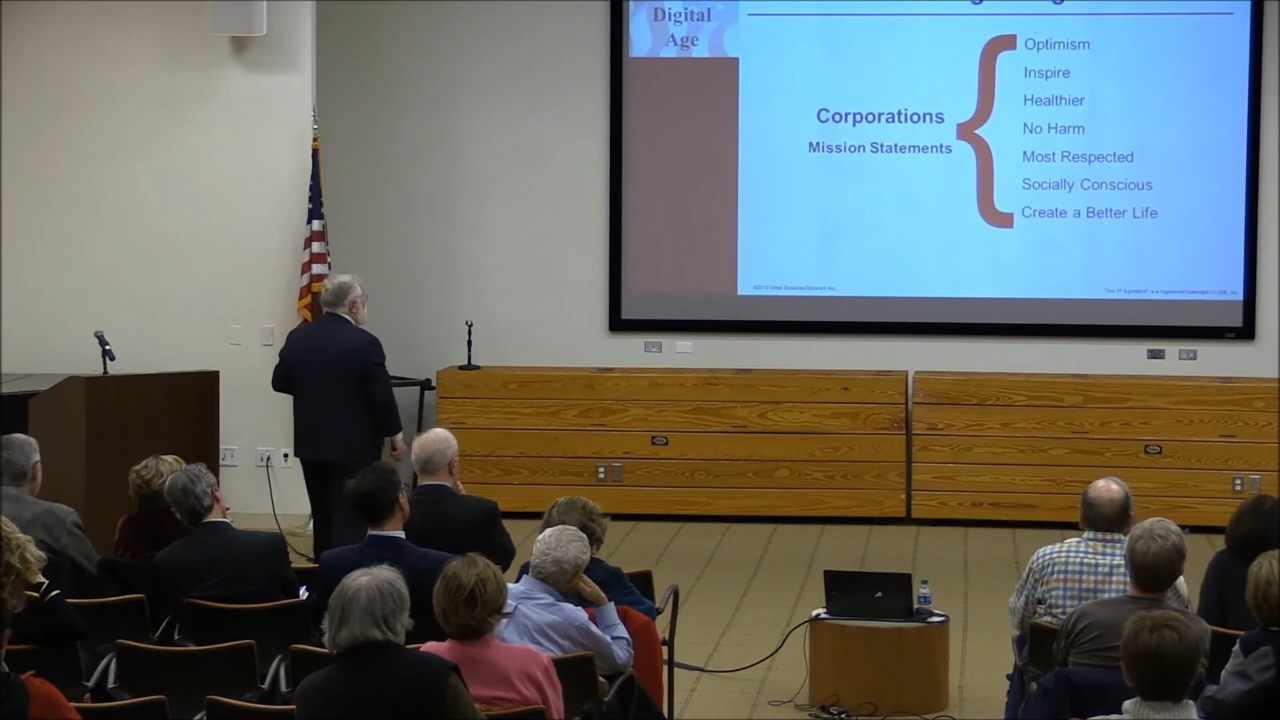 Digital
Age
Corporations
Mission Statements
Optimism
Inspire
Healthier
No Harm
Most Respected
Socially Conscious
Create a Better Life